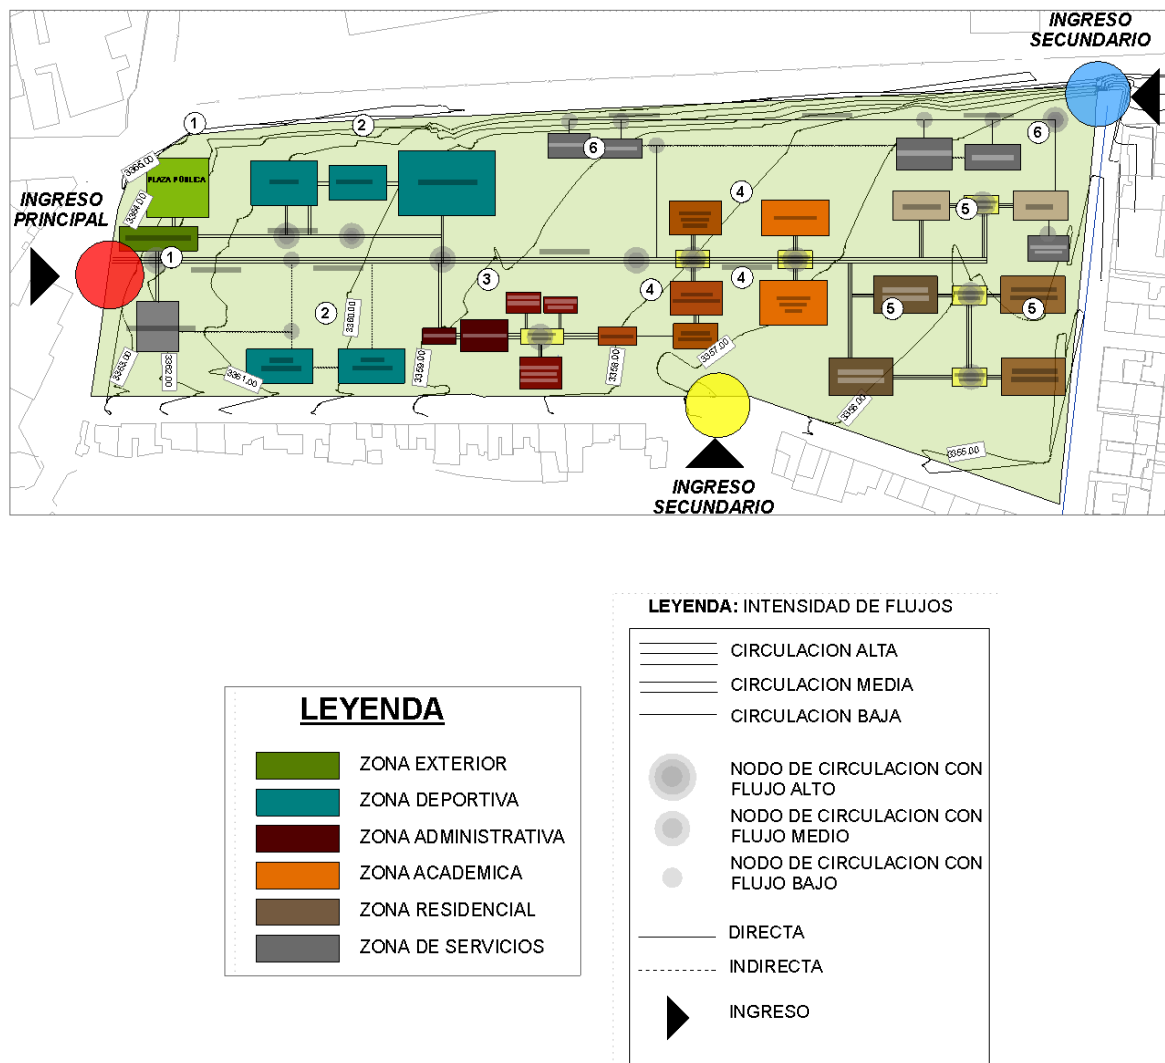 INGRESO
SECUNDARIO
1
2
6
6
3365.00
PLAZA PÚBLICA
INGRESO
PRINCIPAL
3364.00
4
5
1
3
4
4
2
5
5
3360.00
3363.00
3362.00
3361.00
3359.00
3358.00
3357.00
3356.00
3355.00
INGRESO
SECUNDARIO
LEYENDA: INTENSIDAD DE FLUJOS
CIRCULACION ALTA
CIRCULACION MEDIA
CIRCULACION BAJA
NODO DE CIRCULACION CON
FLUJO ALTO
NODO DE CIRCULACION CON
FLUJO MEDIO
NODO DE CIRCULACION CON
FLUJO BAJO
DIRECTA
INDIRECTA
INGRESO
LEYENDA
ZONA EXTERIOR
ZONA DEPORTIVA
ZONA ADMINISTRATIVA
ZONA ACADEMICA
ZONA RESIDENCIAL
ZONA DE SERVICIOS